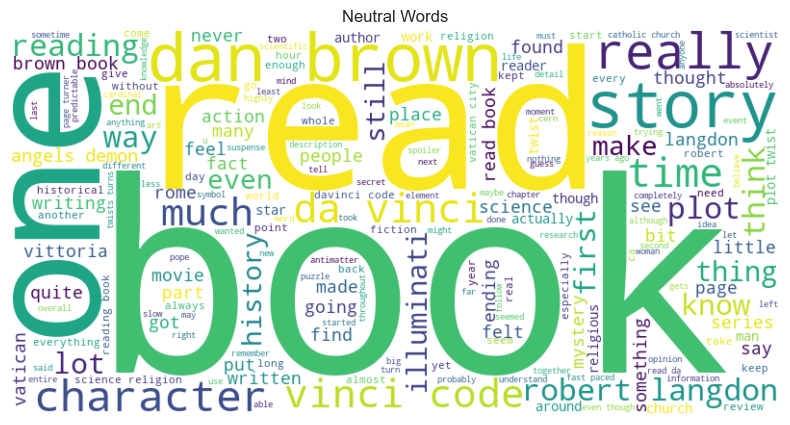 Neutral Words
reading
never
two
sometime
come
scientific
religion
start
catholic church
scientist
dan brown
author
work
found
life
must
anyone
really
brown book
give
hour
enough
reader
kept
detail
every
thought
absolutely
knowledge
without
mind
go
page turner
predictable
last
cardinal
end
highly
least
still
read
story
one
anything
art
action
look
place
moment
cern
vatican city
read book
twist
reason
trying
event
went
way
many
u
suspense
whole
mean
make
langdon
years ago
believe
angels demon
different
feel
description
people
spoiler
next
nothing
guess
time
robert
think
plot twist
twists turns
fact
even
tell
less
day
historical
rome
symbol
world
secret
davinci code
element
maybe
chapter
though
completely
need
writing
another
much
star
da vinci
science
see
plot
although
idea
vittoria
wanted
word
took
done
actually
bit
second
let
woman
co
history
point
fiction
might
research
first
little
book
new
pope
antimatter
year
especially
thing
quite
movie
puzzle
back
real
follow
page
overall
part
made
throughout
ending
gets
left
slow
may
always
going
far
seemed
know
got
started
felt
mystery
religious
series
everything
right
find
seem
illuminati
take
man
vatican
said
remember
big
yet
opinion
say
lot
put
long
turn
together
something
read da
keep
reading book
entire
science religion
use
written
almost
probably
understand
fast paced
information
character
able
vinci code
robert langdon
around
even though
church
review